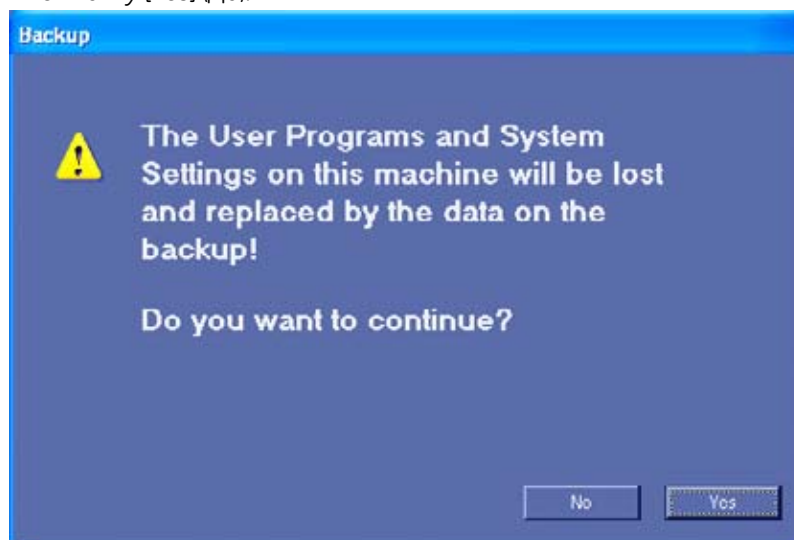 Backup
The User Programs and System
Settings on this machine will be lost
and replaced by the data on the
backup!
Do you want to continue?
No
Yes